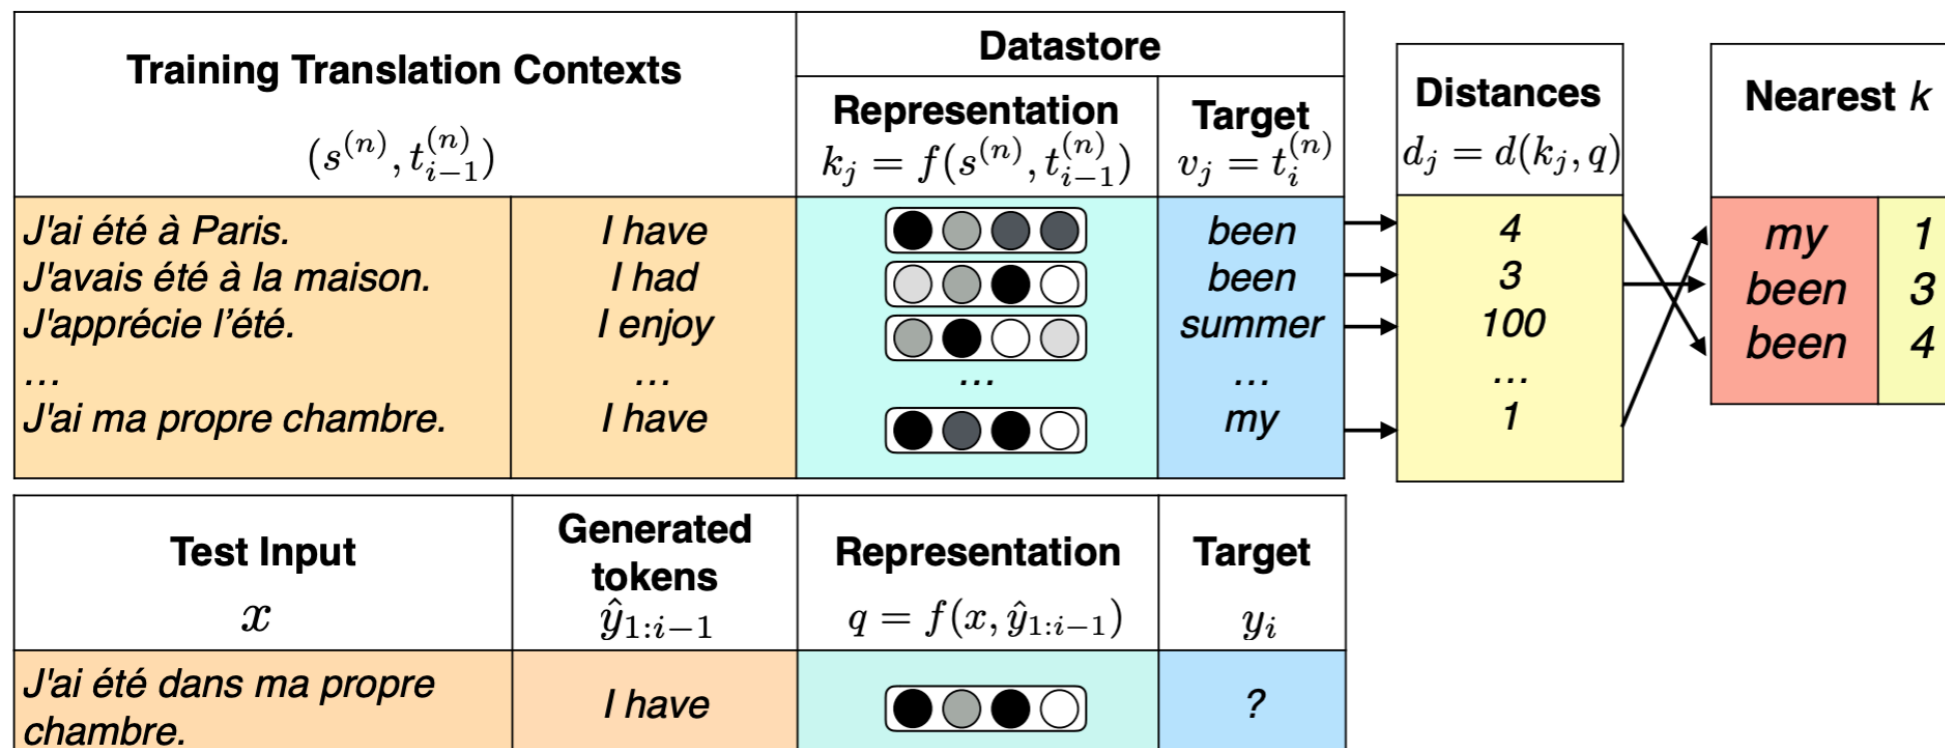 Training Translation Contexts
(s^{(n)}, t_{i-1}^{(n)})
Datastore
Representation
k_j = f(s^{(n)}, t_{i-1}^{(n)})
Target
v_j = t_i^{(n)}
Distances
d_j = d(k_j, q)
Nearest k
J'ai été à Paris. I have been 4
J'avais été à la maison. I had been 3
J'apprécie l'été. I enjoy summer 100
... ... ... ... ...
J'ai ma propre chambre. I have my 1
my 1
been 3
been 4
Test Input
x
Generated
tokens
ŷ_{1:i-1}
Representation
q = f(x, ŷ_{1:i-1})
Target
y_i
J'ai été dans ma propre
chambre.
I have
?